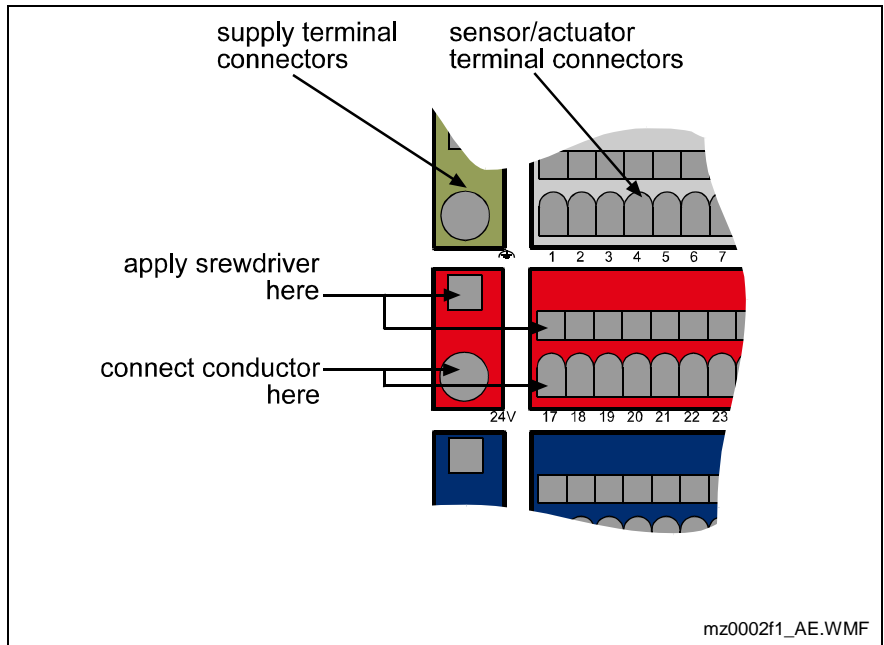 supply terminal
connectors
sensor/actuator
terminal connectors
1 2 3 4 5 6 7
apply srewdriver
here
connect conductor
here
24V 17 18 19 20 21 22 23
mz0002f1_AE.WMF